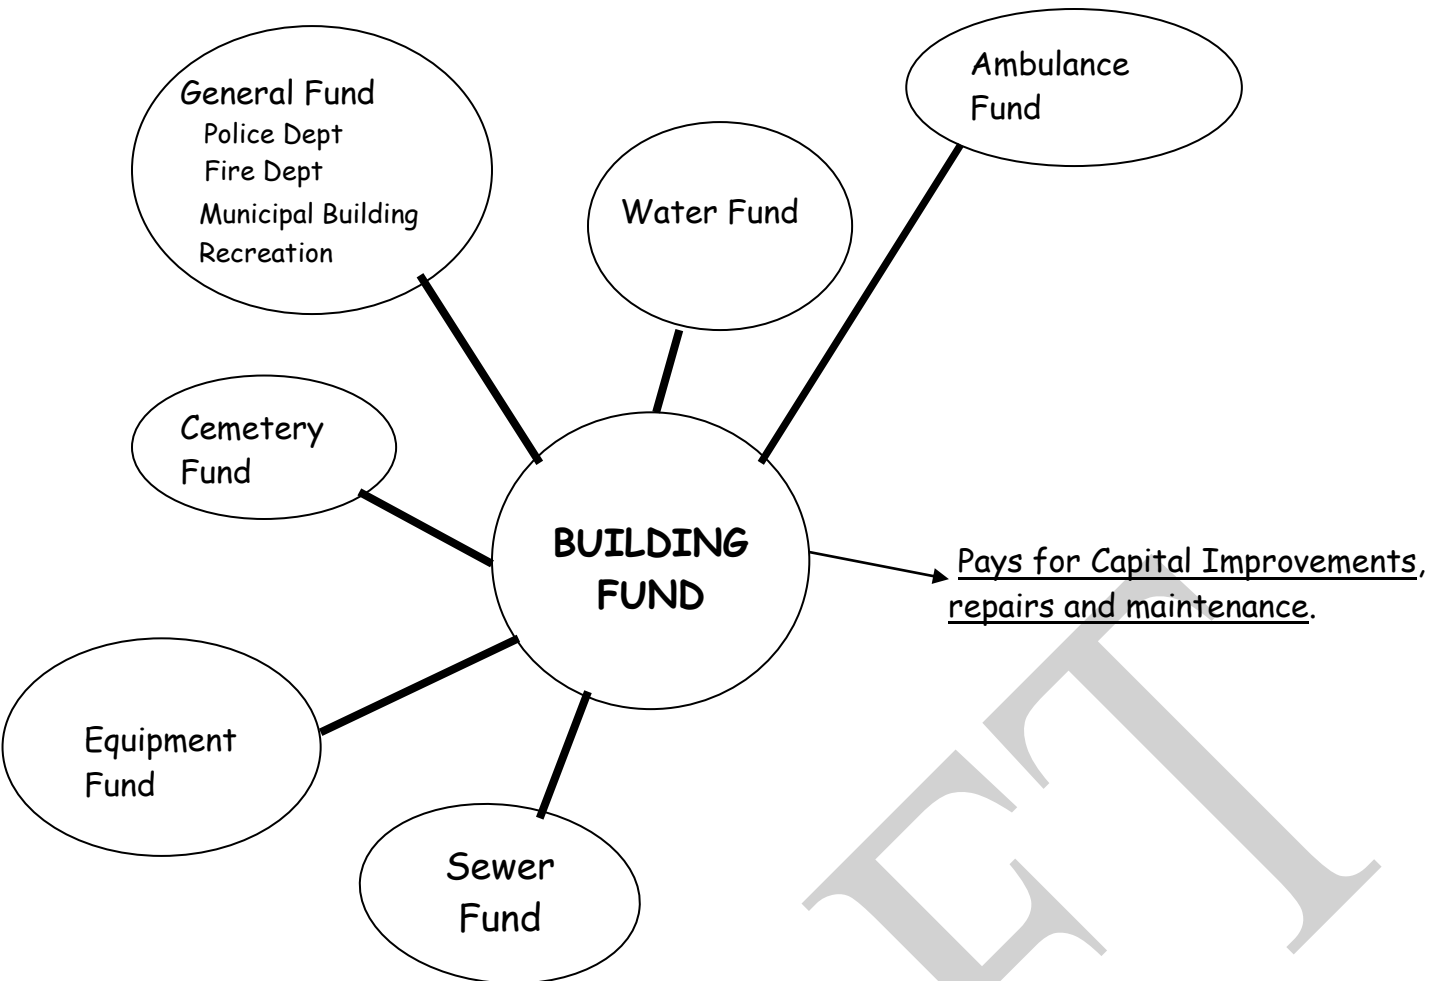 General Fund
Police Dept
Fire Dept
Municipal Building
Recreation
Ambulance
Fund
Water Fund
Cemetery
Fund
BUILDING
FUND
Pays for Capital Improvements,
repairs and maintenance.
Equipment
Fund
Sewer
Fund
FT